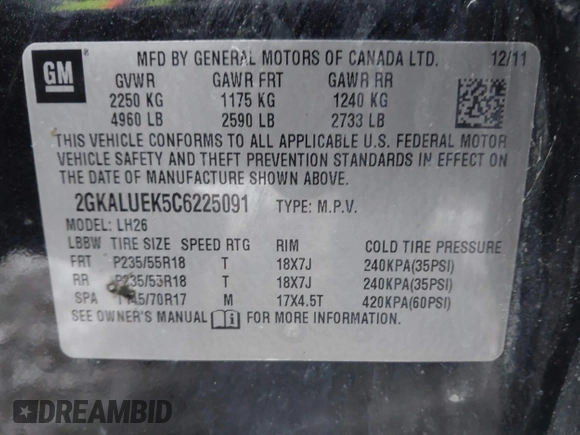 GM ®
MFD BY GENERAL MOTORS OF CANADA LTD. 12/11
GVWR GAWR FRT GAWR RR
2250 KG 1175 KG 1240 KG
4960 LB 2590 LB 2733 LB
THIS VEHICLE CONFORMS TO ALL APPLICABLE U.S. FEDERAL MOTOR
VEHICLE SAFETY AND THEFT PREVENTION STANDARDS IN EFFECT ON
THE DATE OF MANUFACTURE SHOWN ABOVE.
2GKALUEK5C6225091 TYPE: M.P.V.
MODEL: LH26
LBBW TIRE SIZE SPEED RTG RIM COLD TIRE PRESSURE
FRT P235/55R18 T 18X7J 240KPA(35PSI)
RR P235/55R18 T 18X7J 240KPA(35PSI)
SPA M 17X4.5T 420KPA(60PSI)
SEE OWNER'S MANUAL FOR MORE INFORMATION
DREAMBID